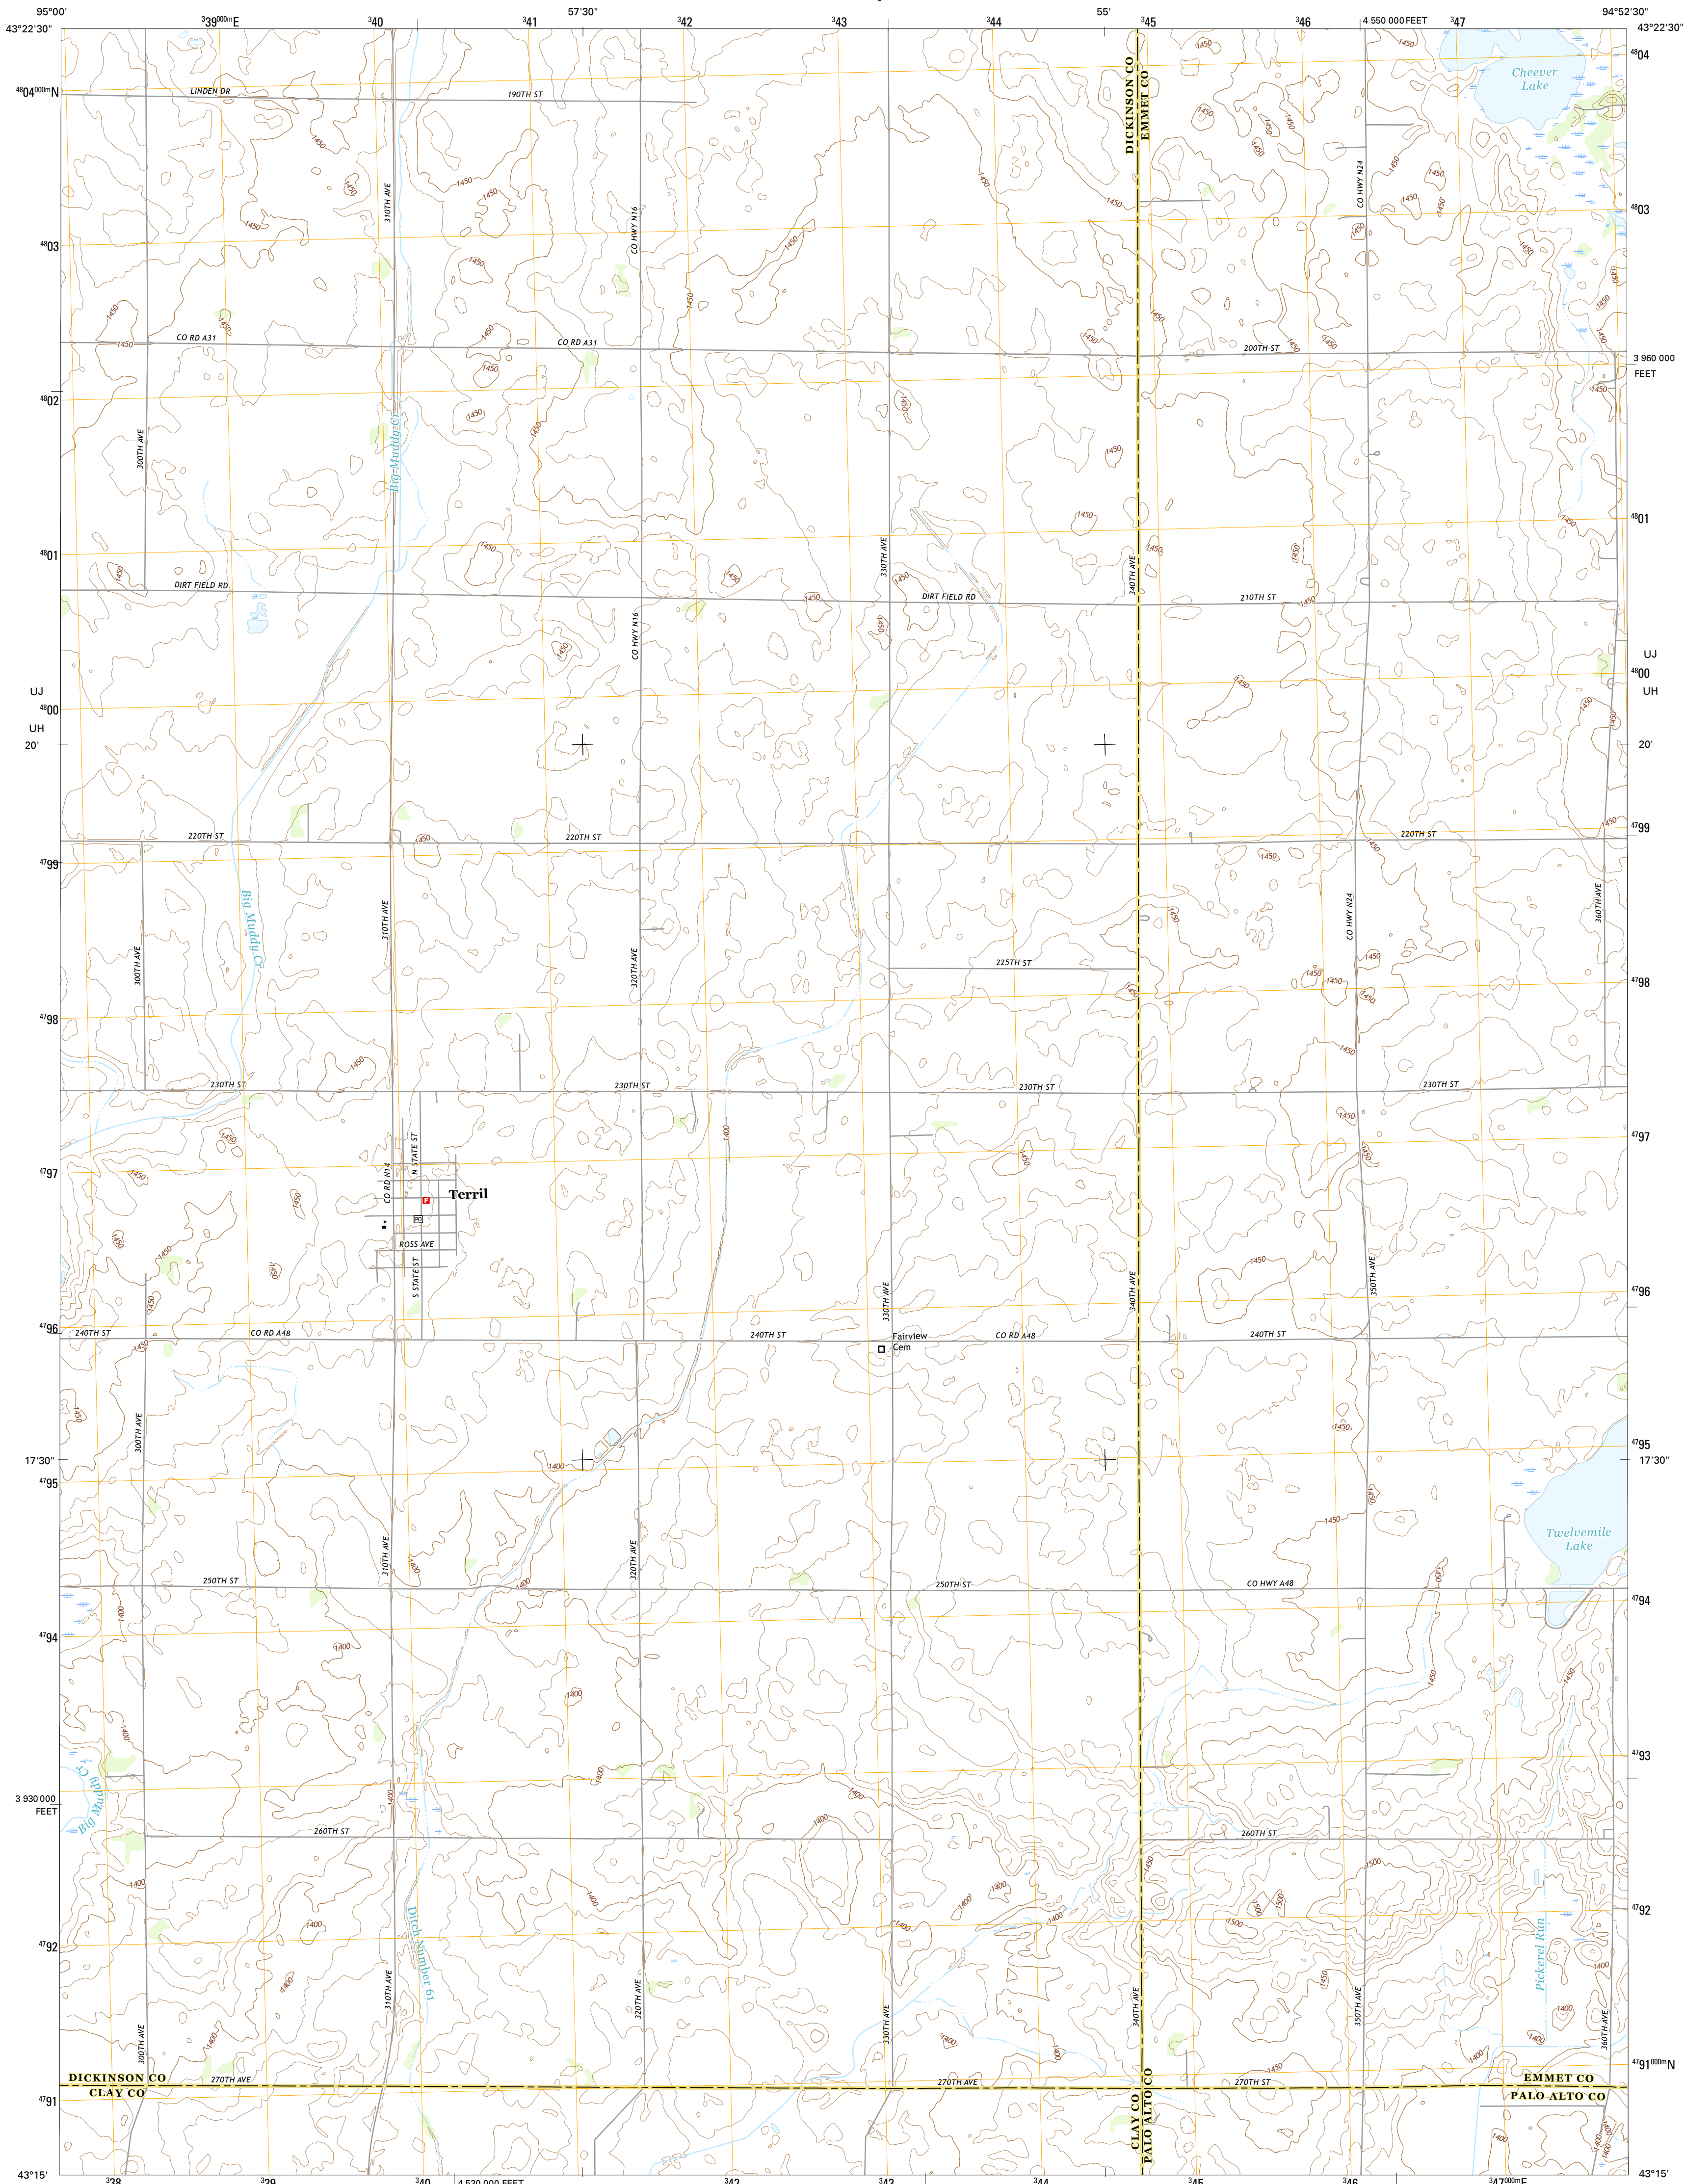 95°00' ³39⁰⁰⁰ᵐE ³40 ³41 57'30" ³42 ³43 ³44 55' ³45 ³46 4 550 000 FEET ³47 94°52'30"
43°22'30" 43°22'30"
DICKINSON CO
EMMET CO
Cheever
Lake
⁴⁸04 ⁴⁸04⁰⁰⁰ᵐN
LINDEN DR 190TH ST
1450
310TH AVE
CO HWY N16
CO HWY N24
⁴⁸03 ⁴⁸03
CO RD A31 CO RD A31 200TH ST
3 960 000
FEET
⁴⁸02
300TH AVE
Big Muddy Cr
⁴⁸01 ⁴⁸01
330TH AVE
340TH AVE
DIRT FIELD RD DIRT FIELD RD 210TH ST
CO HWY N16
UJ UJ
UH UH
⁴⁸00 ⁴⁸00
20' 20'
220TH ST 220TH ST 220TH ST
⁴⁷99 ⁴⁷99
Big Muddy Cr
310TH AVE
CO HWY N24
360TH AVE
300TH AVE
320TH AVE
225TH ST
⁴⁷98 ⁴⁷98
230TH ST 230TH ST 230TH ST 230TH ST
1400
⁴⁷97 ⁴⁷97
CO RD N14
N STATE ST
F
Terril
PO
ROSS AVE
S STATE ST
330TH AVE
340TH AVE
350TH AVE
⁴⁷96 ⁴⁷96
240TH ST CO RD A48 240TH ST CO RD A48 240TH ST
Fairview
Cem
300TH AVE
17'30" 17'30"
⁴⁷95 ⁴⁷95
Twelvemile
Lake
310TH AVE
320TH AVE
250TH ST 250TH ST CO HWY A48
⁴⁷94 ⁴⁷94
1400
1450
⁴⁷93
Big Muddy Cr
3 930 000
FEET
260TH ST 260TH ST
1500
1500
1500
1500
⁴⁷92 ⁴⁷92
Ditch Number 61
Pickerel Run
310TH AVE
320TH AVE
330TH AVE
340TH AVE
350TH AVE
360TH AVE
300TH AVE
⁴⁷91⁰⁰⁰ᵐN
DICKINSON CO 270TH AVE 270TH AVE 270TH ST EMMET CO
CLAY CO PALO ALTO CO
⁴⁷91
CLAY CO
PALO ALTO CO
43°15' 43°15'
³38 ³39 ³40 4 530 000 FEET ³42 ³43 ³44 ³45 ³46 ³47⁰⁰⁰ᵐE